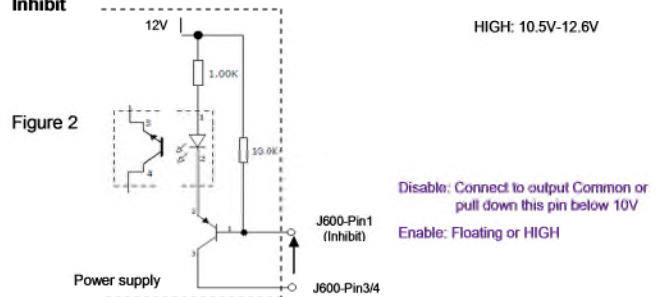 Inhibit
12V
HIGH: 10.5V-12.6V
1.00K
Figure 2
5
1
4
2
10.0K
Disable: Connect to output Common or
pull down this pin below 10V
Enable: Floating or HIGH
2
1
3
J600-Pin1
(Inhibit)
Power supply
J600-Pin3/4